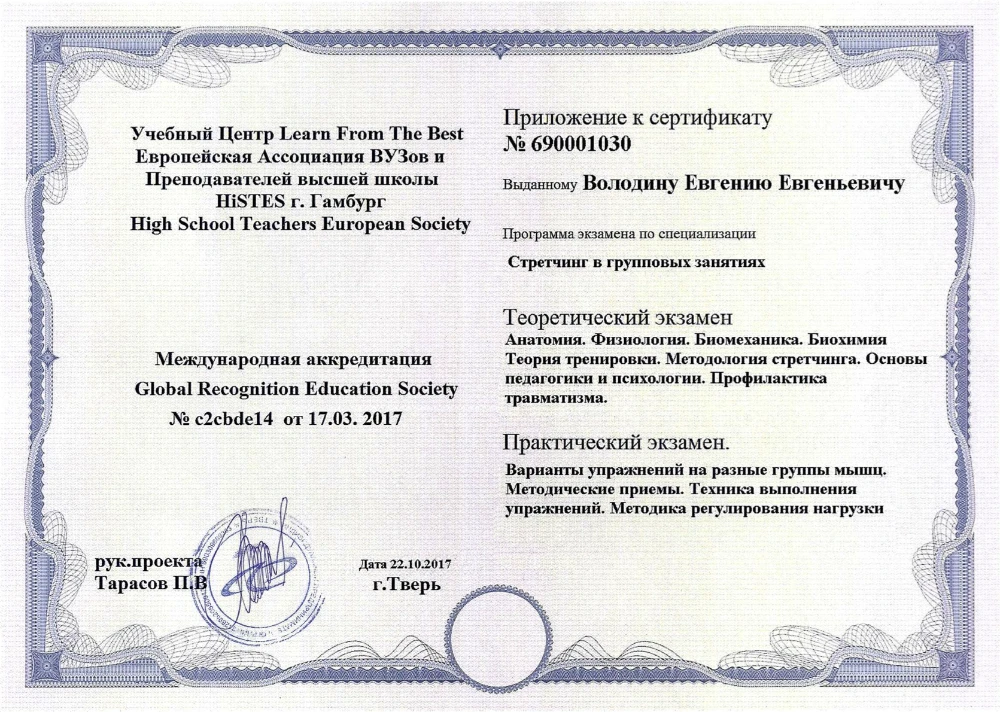 Учебный Центр Learn From The Best
Европейская Ассоциация ВУЗов и
Преподавателей высшей школы
HiSTES г. Гамбург
High School Teachers European Society
Международная аккредитация
Global Recognition Education Society
№ c2cbde14 от 17.03. 2017
рук.проекта
Тарасов П.В
Дата 22.10.2017
г.Тверь
Приложение к сертификату
№ 690001030
Выданному Володину Евгению Евгеньевичу
Программа экзамена по специализации
Стретчинг в групповых занятиях
Теоретический экзамен
Анатомия. Физиология. Биомеханика. Биохимия
Теория тренировки. Методология стретчинга. Основы
педагогики и психологии. Профилактика
травматизма.
Практический экзамен.
Варианты упражнений на разные группы мышц.
Методические приемы. Техника выполнения
упражнений. Методика регулирования нагрузки